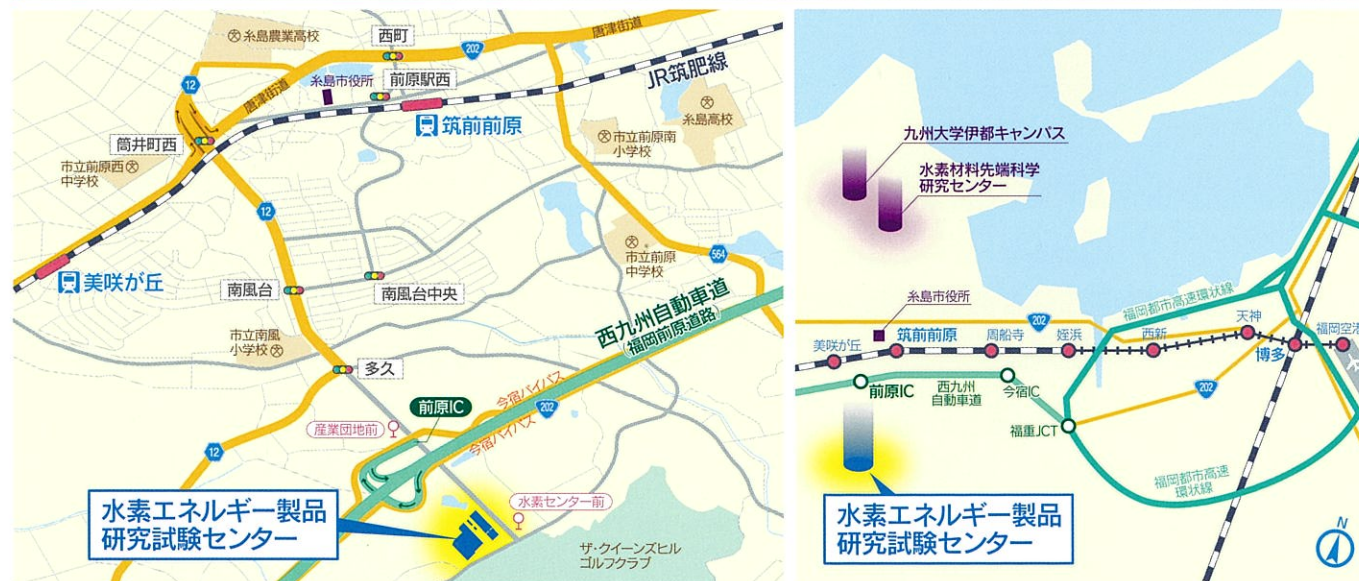 糸島農業高校
西町
202
唐津街道
糸島市役所
前原駅西
JR筑肥線
12
唐津街道
筑前前原
糸島高校
筒井町西
市立前原南
小学校
市立前原西
中学校
12
市立前原
中学校
564
美咲が丘
南風台
南風台中央
西九州自動車道
(福岡前原道路)
市立南風
小学校
多久
前原IC
今宿バイパス
202
今宿バイパス
産業団地前
12
水素エネルギー製品
研究試験センター
水素センター前
ザ・クイーンズヒル
ゴルフクラブ
九州大学伊都キャンパス
水素材料先端科学
研究センター
糸島市役所
福岡都市高速環状線
202
美咲が丘
筑前前原
周船寺
姪浜
西新
天神
博多
福岡空港
前原IC
西九州
自動車道
今宿IC
202
福重JCT
福岡都市高速
環状線
水素エネルギー製品
研究試験センター
N